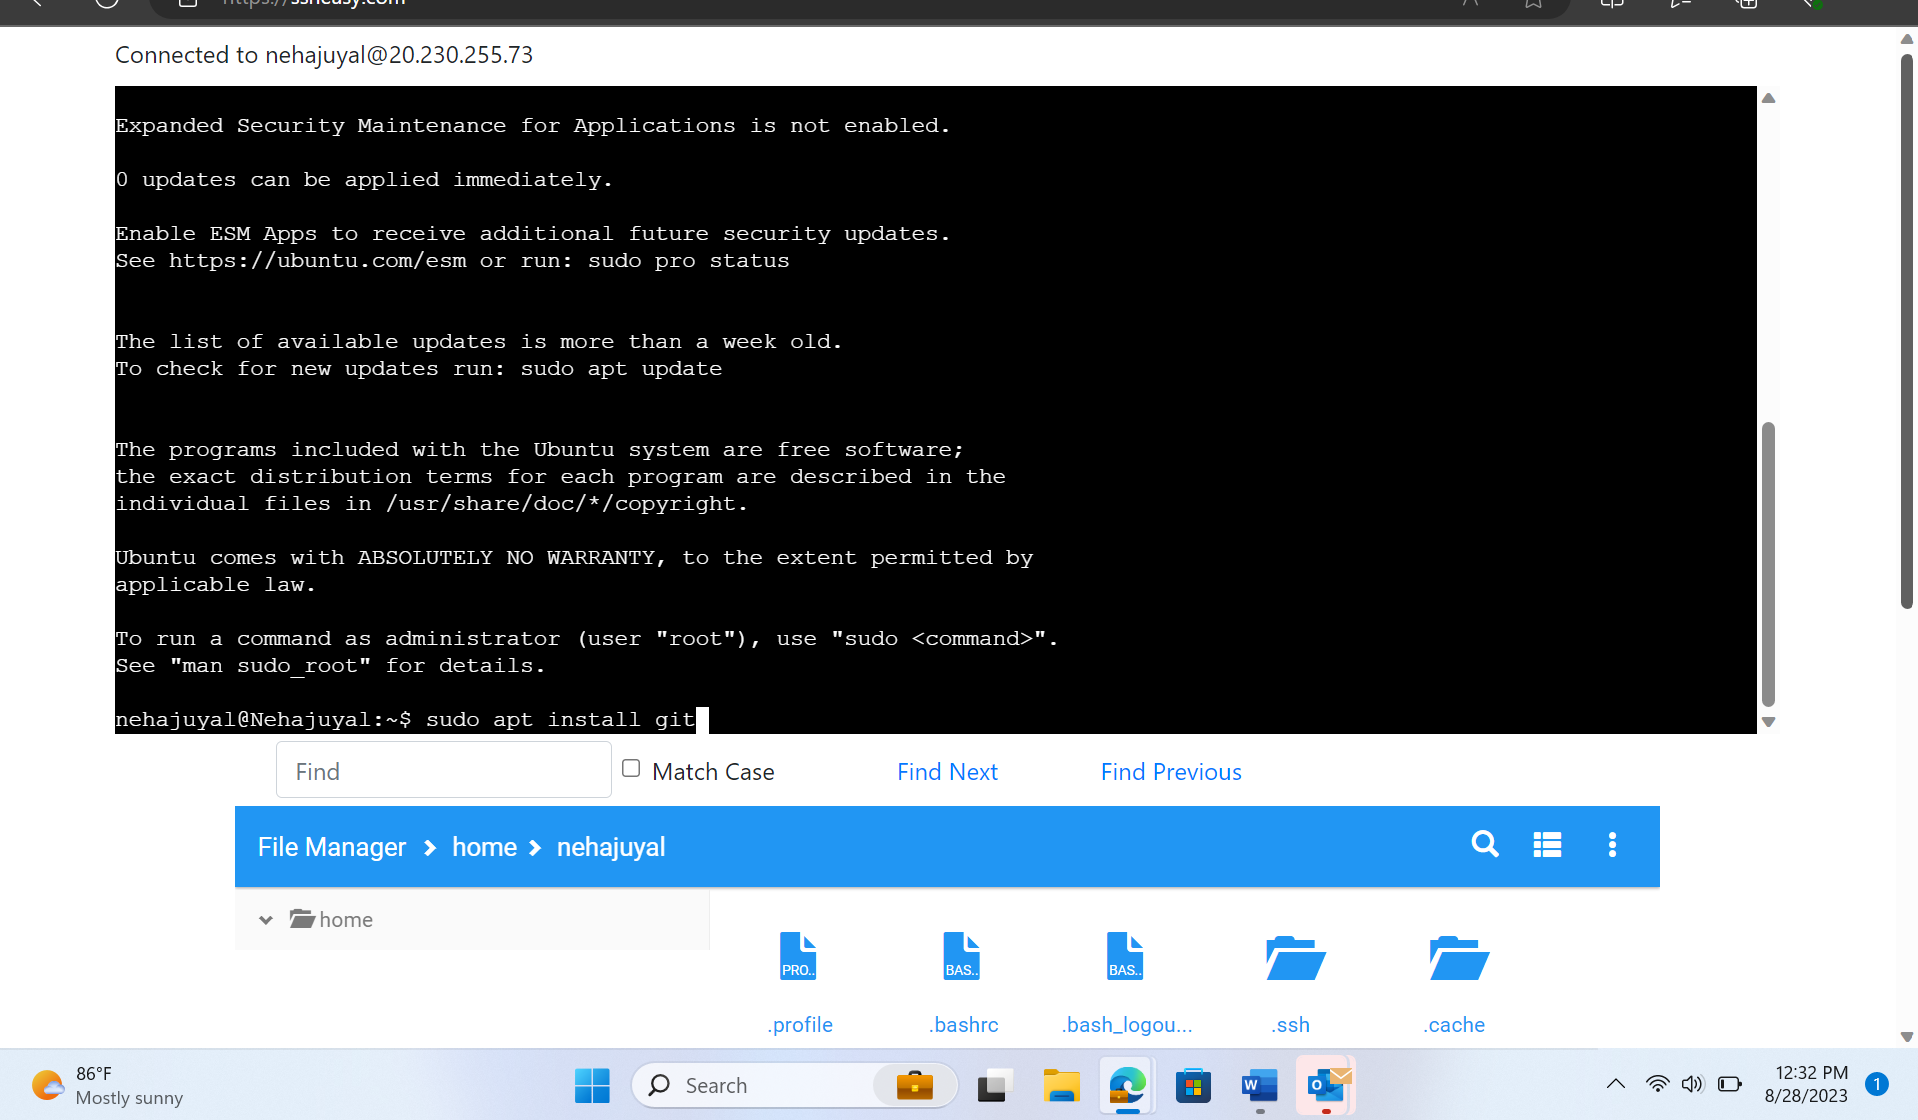 https://ssheasy.com
Connected to nehajuyal@20.230.255.73
Expanded Security Maintenance for Applications is not enabled.
0 updates can be applied immediately.
Enable ESM Apps to receive additional future security updates.
See https://ubuntu.com/esm or run: sudo pro status
The list of available updates is more than a week old.
To check for new updates run: sudo apt update
The programs included with the Ubuntu system are free software;
the exact distribution terms for each program are described in the
individual files in /usr/share/doc/*/copyright.
Ubuntu comes with ABSOLUTELY NO WARRANTY, to the extent permitted by
applicable law.
To run a command as administrator (user "root"), use "sudo <command>".
See "man sudo_root" for details.
nehajuyal@Nehajuyal:~$ sudo apt install git
Find Match Case Find Next Find Previous
File Manager home nehajuyal
home
PRO.. BAS.. BAS..
.profile .bashrc .bash_logou... .ssh .cache
86°F
Mostly sunny
Search
12:32 PM
8/28/2023
1